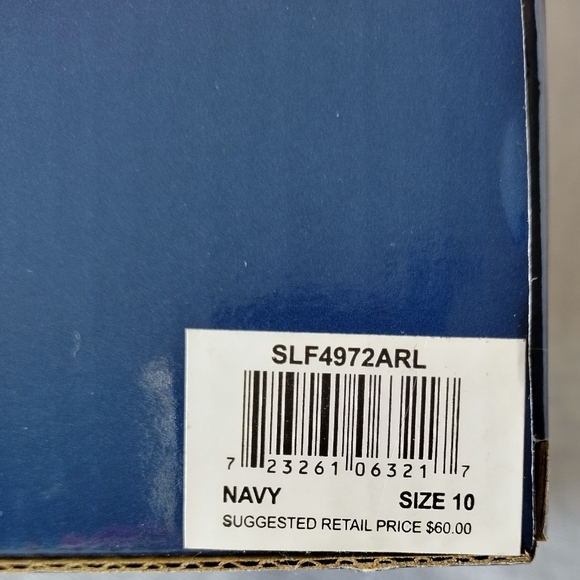 SLF4972ARL
7 23261 06321 7
NAVY SIZE 10
SUGGESTED RETAIL PRICE $60.00